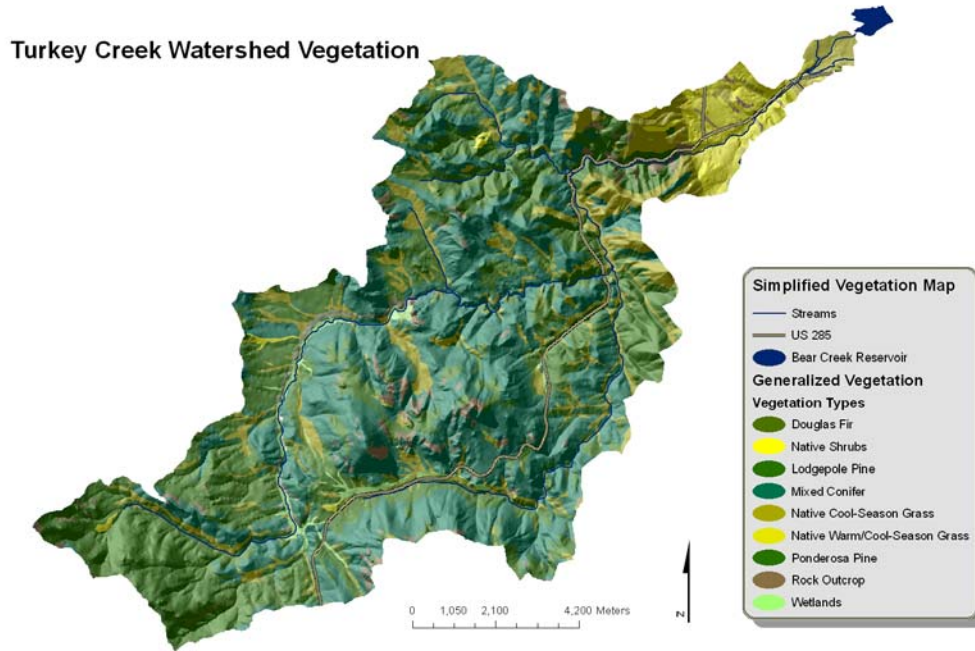 Turkey Creek Watershed Vegetation
Simplified Vegetation Map
Streams
US 285
Bear Creek Reservoir
Generalized Vegetation
Vegetation Types
Douglas Fir
Native Shrubs
Lodgepole Pine
Mixed Conifer
Native Cool-Season Grass
Native Warm/Cool-Season Grass
Ponderosa Pine
Rock Outcrop
Wetlands
0 1,050 2,100 4,200 Meters
N